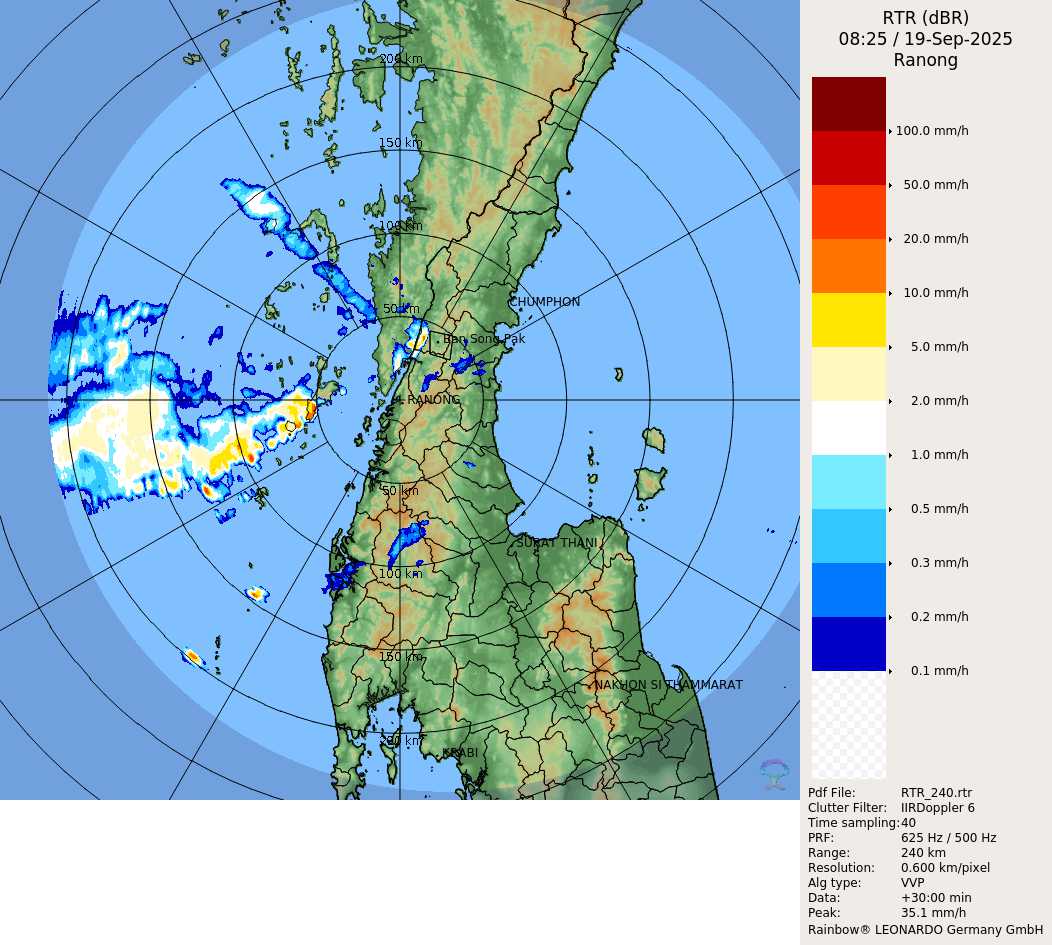 RTR (dBR)
08:25 / 19-Sep-2025
Ranong
100.0 mm/h
50.0 mm/h
20.0 mm/h
10.0 mm/h
5.0 mm/h
2.0 mm/h
1.0 mm/h
0.5 mm/h
0.3 mm/h
0.2 mm/h
0.1 mm/h
200 km
150 km
100 km
50 km
CHUMPHON
Ban Song Pak
RANONG
50 km
SURAT THANI
100 km
150 km
NAKHON SI THAMMARAT
200 km
KRABI
Pdf File: RTR_240.rtr
Clutter Filter: IIRDoppler 6
Time sampling:40
PRF: 625 Hz / 500 Hz
Range: 240 km
Resolution: 0.600 km/pixel
Alg type: VVP
Data: +30:00 min
Peak: 35.1 mm/h
Rainbow® LEONARDO Germany GmbH